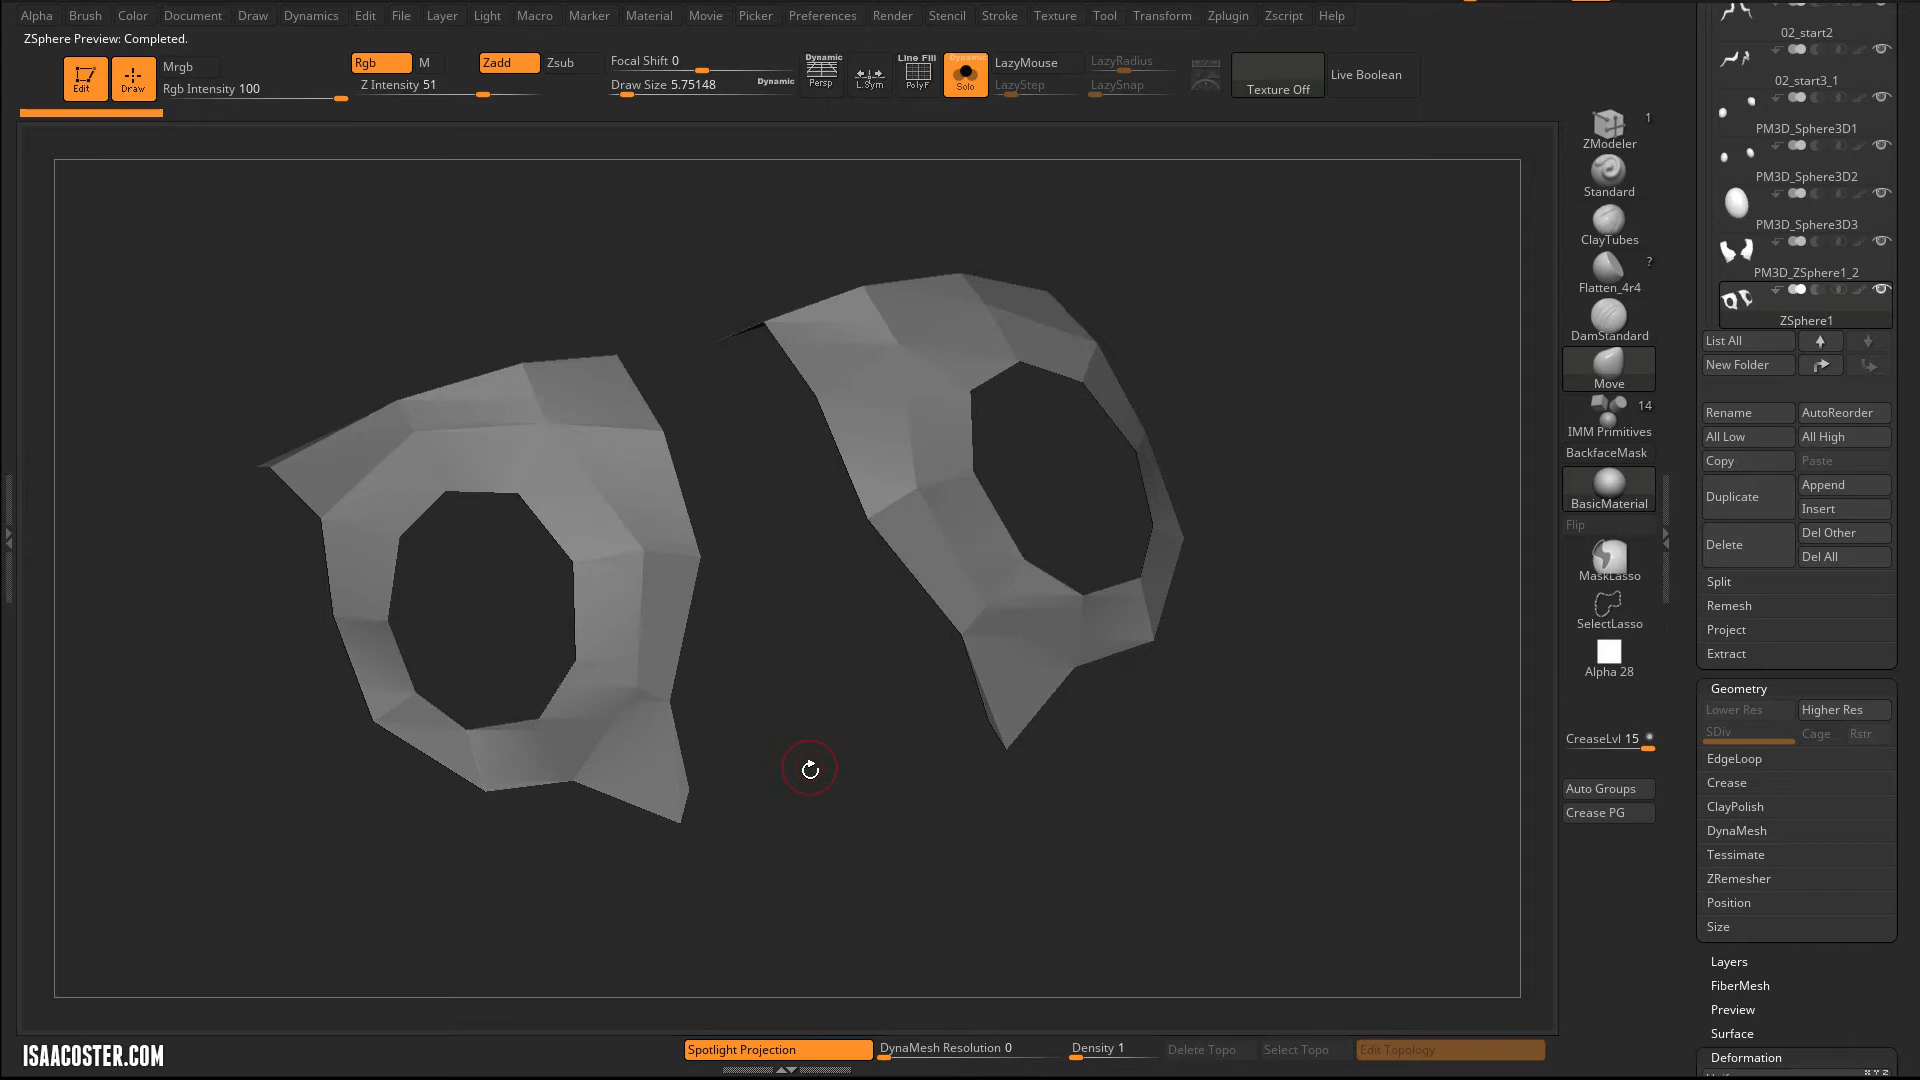 Alpha Brush Color Document Draw Dynamics Edit File Layer Light Macro Marker Material Movie Picker Preferences Render Stencil Stroke Texture Tool Transform Zplugin Zscript Help
ZSphere Preview: Completed.
Edit
Draw
Mrgb
Rgb Intensity 100
Rgb
M
Z Intensity 51
Zadd
Zsub
Focal Shift 0
Draw Size 5.75148
Dynamic
Dynamic
Persp
L.Sym
Line Fill
PolyF
Dynamic
Solo
LazyMouse
LazyStep
LazyRadius
LazySnap
Texture Off
Live Boolean
1
ZModeler
Standard
ClayTubes
?
Flatten_4r4
DamStandard
Move
14
IMM Primitives
BackfaceMask
BasicMaterial
Flip
MaskLasso
SelectLasso
Alpha 28
CreaseLvl 15
Auto Groups
Crease PG
02_start2
02_start3_1
PM3D_Sphere3D1
PM3D_Sphere3D2
PM3D_Sphere3D3
PM3D_ZSphere1_2
ZSphere1
List All
New Folder
Rename AutoReorder
All Low All High
Copy Paste
Duplicate
Append
Insert
Delete
Del Other
Del All
Split
Remesh
Project
Extract
Geometry
Lower Res Higher Res
SDiv Cage Rstr
EdgeLoop
Crease
ClayPolish
DynaMesh
Tessimate
ZRemesher
Position
Size
Layers
FiberMesh
Preview
Surface
Deformation
ISAACOSTER.COM
Spotlight Projection
DynaMesh Resolution 0
Density 1
Delete Topo
Select Topo
Edit Topology